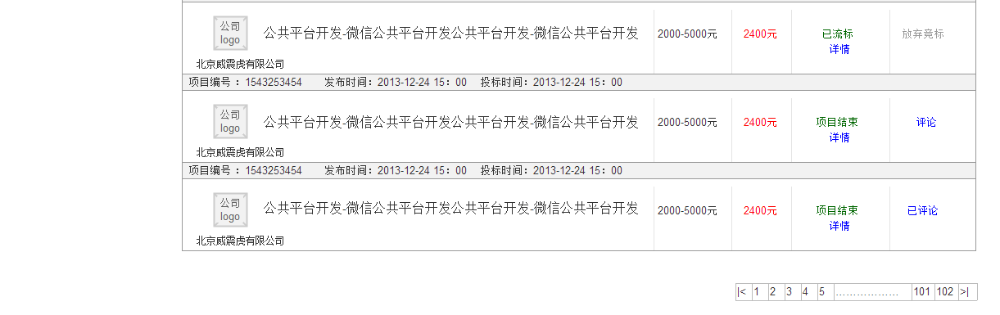 公司 logo 公共平台开发-微信公共平台开发公共平台开发-微信公共平台开发 2000-5000元 2400元 已流标 放弃竟标
详情
北京威震虎有限公司
项目编号 ：1543253454 发布时间：2013-12-24 15：00 投标时间：2013-12-24 15：00
公司 logo 公共平台开发-微信公共平台开发公共平台开发-微信公共平台开发 2000-5000元 2400元 项目结束 评论
详情
北京威震虎有限公司
项目编号 ：1543253454 发布时间：2013-12-24 15：00 投标时间：2013-12-24 15：00
公司 logo 公共平台开发-微信公共平台开发公共平台开发-微信公共平台开发 2000-5000元 2400元 项目结束 已评论
详情
北京威震虎有限公司
|< 1 2 3 4 5 ……………… 101 102 >|